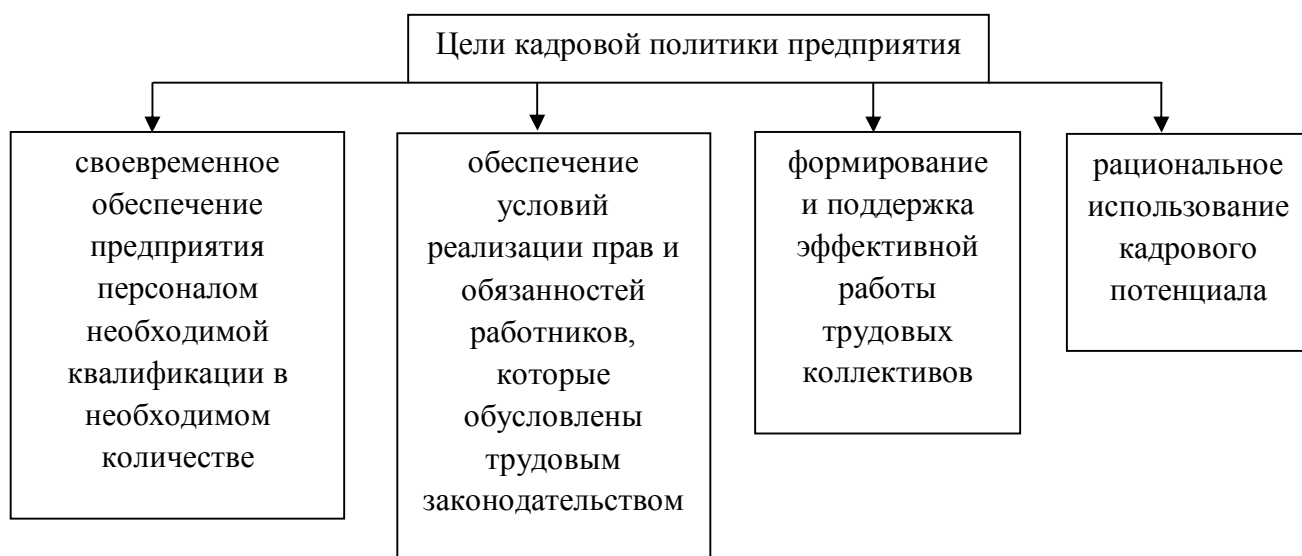 Цели кадровой политики предприятия
своевременное
обеспечение
предприятия
персоналом
необходимой
квалификации в
необходимом
количестве
обеспечение
условий
реализации прав и
обязанностей
работников,
которые
обусловлены
трудовым
законодательством
формирование
и поддержка
эффективной
работы
трудовых
коллективов
рациональное
использование
кадрового
потенциала